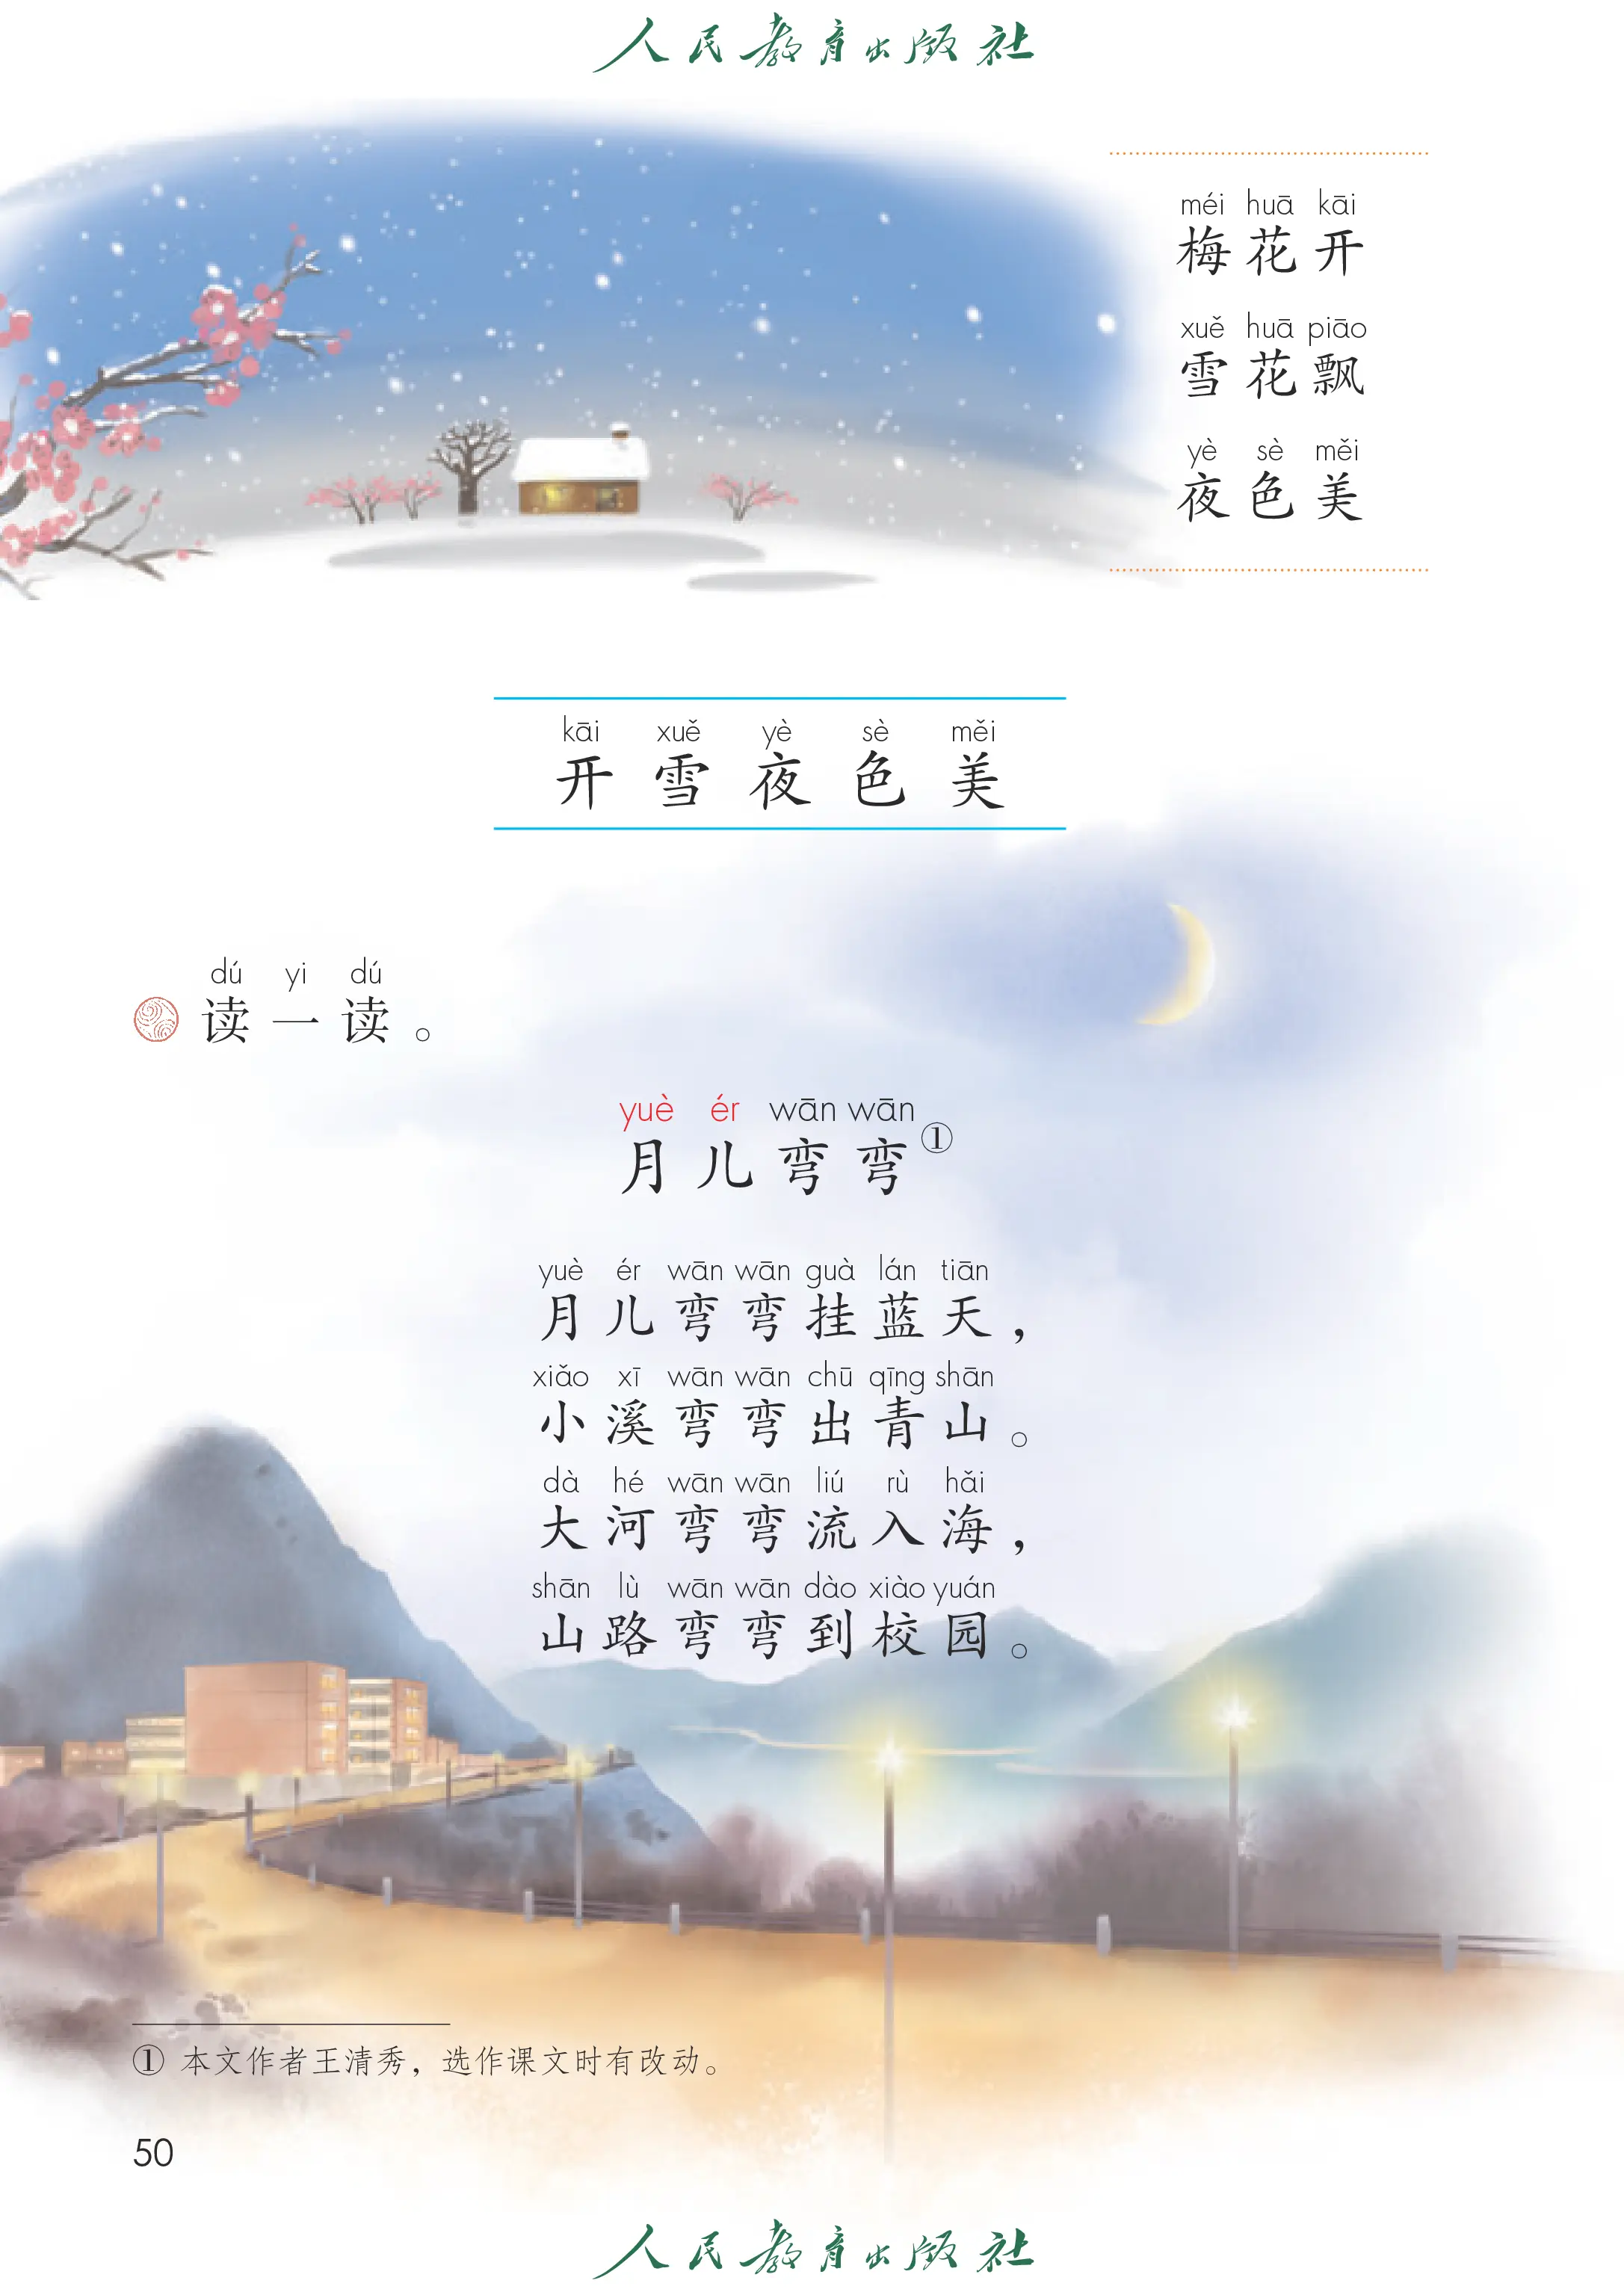 人民教育出版社
méi huā kāi
梅花开
xuě huā piāo
雪花飘
yè sè měi
夜色美
kāi xuě yè sè měi
开 雪 夜 色 美
dú yi dú
读一读。
yuè ér wān wān
月儿弯弯①
yuè ér wān wān guà lán tiān
月儿弯弯挂蓝天，
xiǎo xī wān wān chū qīng shān
小溪弯弯出青山。
dà hé wān wān liú rù hǎi
大河弯弯流入海，
shān lù wān wān dào xiào yuán
山路弯弯到校园。
① 本文作者王清秀，选作课文时有改动。
50
人民教育出版社